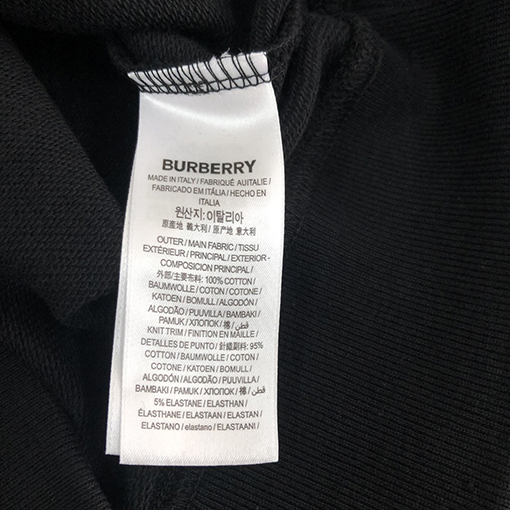 BURBERRY
MADE IN ITALY / FABRIQUÉ AUITALIE /
FABRICADO EM ITÁLIA / HECHO EN
ITALIA
원산지:이탈리아
原産地 義大利 / 原产地 意大利
OUTER / MAIN FABRIC / TISSU
EXTÉRIEUR / PRINCIPAL / EXTERIOR -
COMPOSICIÓN PRINCIPAL /
外部/主要布料: 100% COTTON /
BAUMWOLLE / COTON / COTONE /
KATOEN / BOMULL / ALGODÓN /
ALGODÃO / PUUVILLA / BAMBAKI /
PAMUK / ХЛОПОК / 棉 / قطن /
KNIT TRIM / FINITION EN MAILLE /
DETALLES DE PUNTO / 針織副料: 95%
COTTON / BAUMWOLLE / COTON /
COTONE / KATOEN / BOMULL /
ALGODÓN / ALGODÃO / PUUVILLA /
BAMBAKI / PAMUK / ХЛОПОК / 棉 / قطن /
5% ELASTANE / ELASTHAN /
ÉLASTHANE / ELASTAAN / ELASTAN /
ELASTANO / elastano / ELASTAANI /